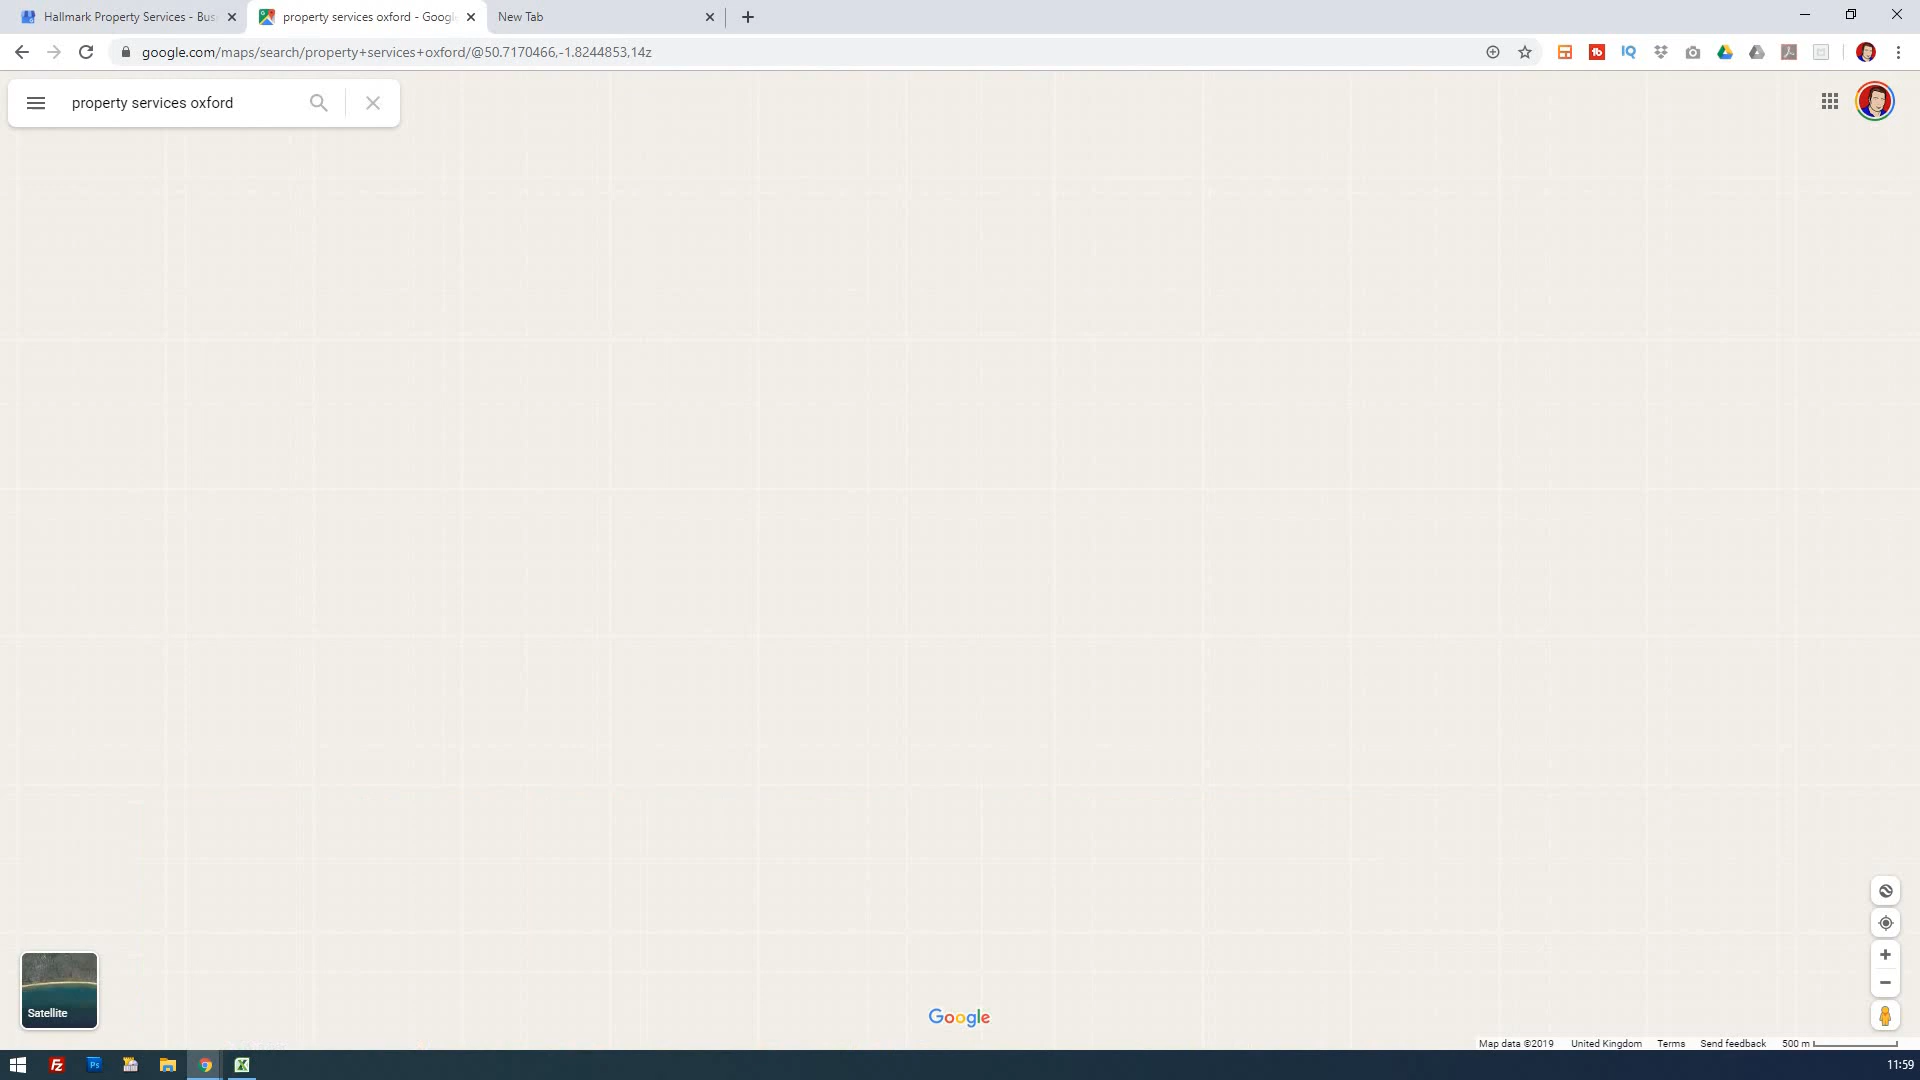 Hallmark Property Services - Bus
property services oxford - Googl
New Tab
google.com/maps/search/property+services+oxford/@50.7170466,-1.8244853,14z
property services oxford
Satellite
Google
Map data ©2019 United Kingdom Terms Send feedback 500 m
11:59